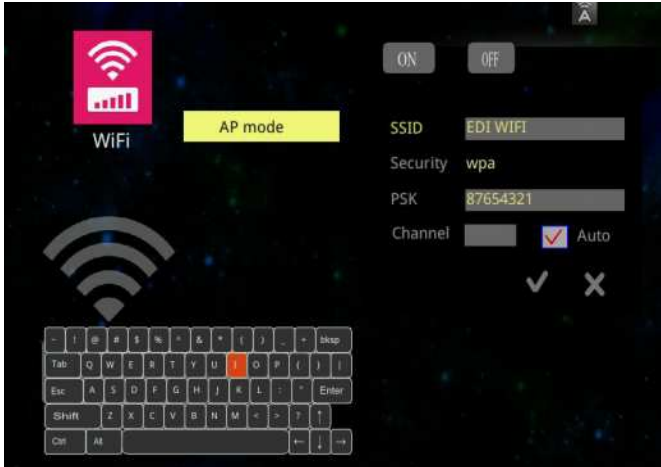 A
ON OFF
WiFi
AP mode
SSID EDI WIFI
Security wpa
PSK 87654321
Channel Auto
~ ! @ # $ % ^ & * ( ) _ + bksp
Tab Q W E R T Y U I O P { } |
Esc A S D F G H J K L : " Enter
Shift Z X C V B N M < > ? ↑
Ctrl Alt ← ↓ →